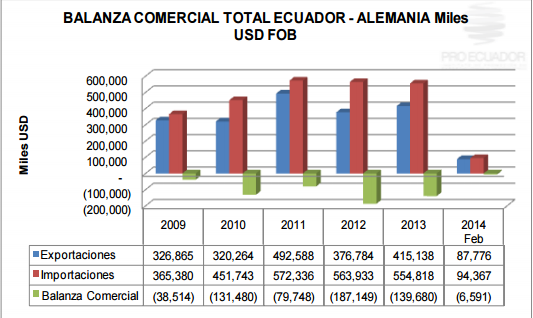 BALANZA COMERCIAL TOTAL ECUADOR - ALEMANIA Miles
USD FOB
PRO ECUADOR
Miles USD
600,000
500,000
400,000
300,000
200,000
100,000
-
(100,000)
(200,000)
2009 2010 2011 2012 2013 2014
Feb
Exportaciones 326,865 320,264 492,588 376,784 415,138 87,776
Importaciones 365,380 451,743 572,336 563,933 554,818 94,367
Balanza Comercial (38,514) (131,480) (79,748) (187,149) (139,680) (6,591)